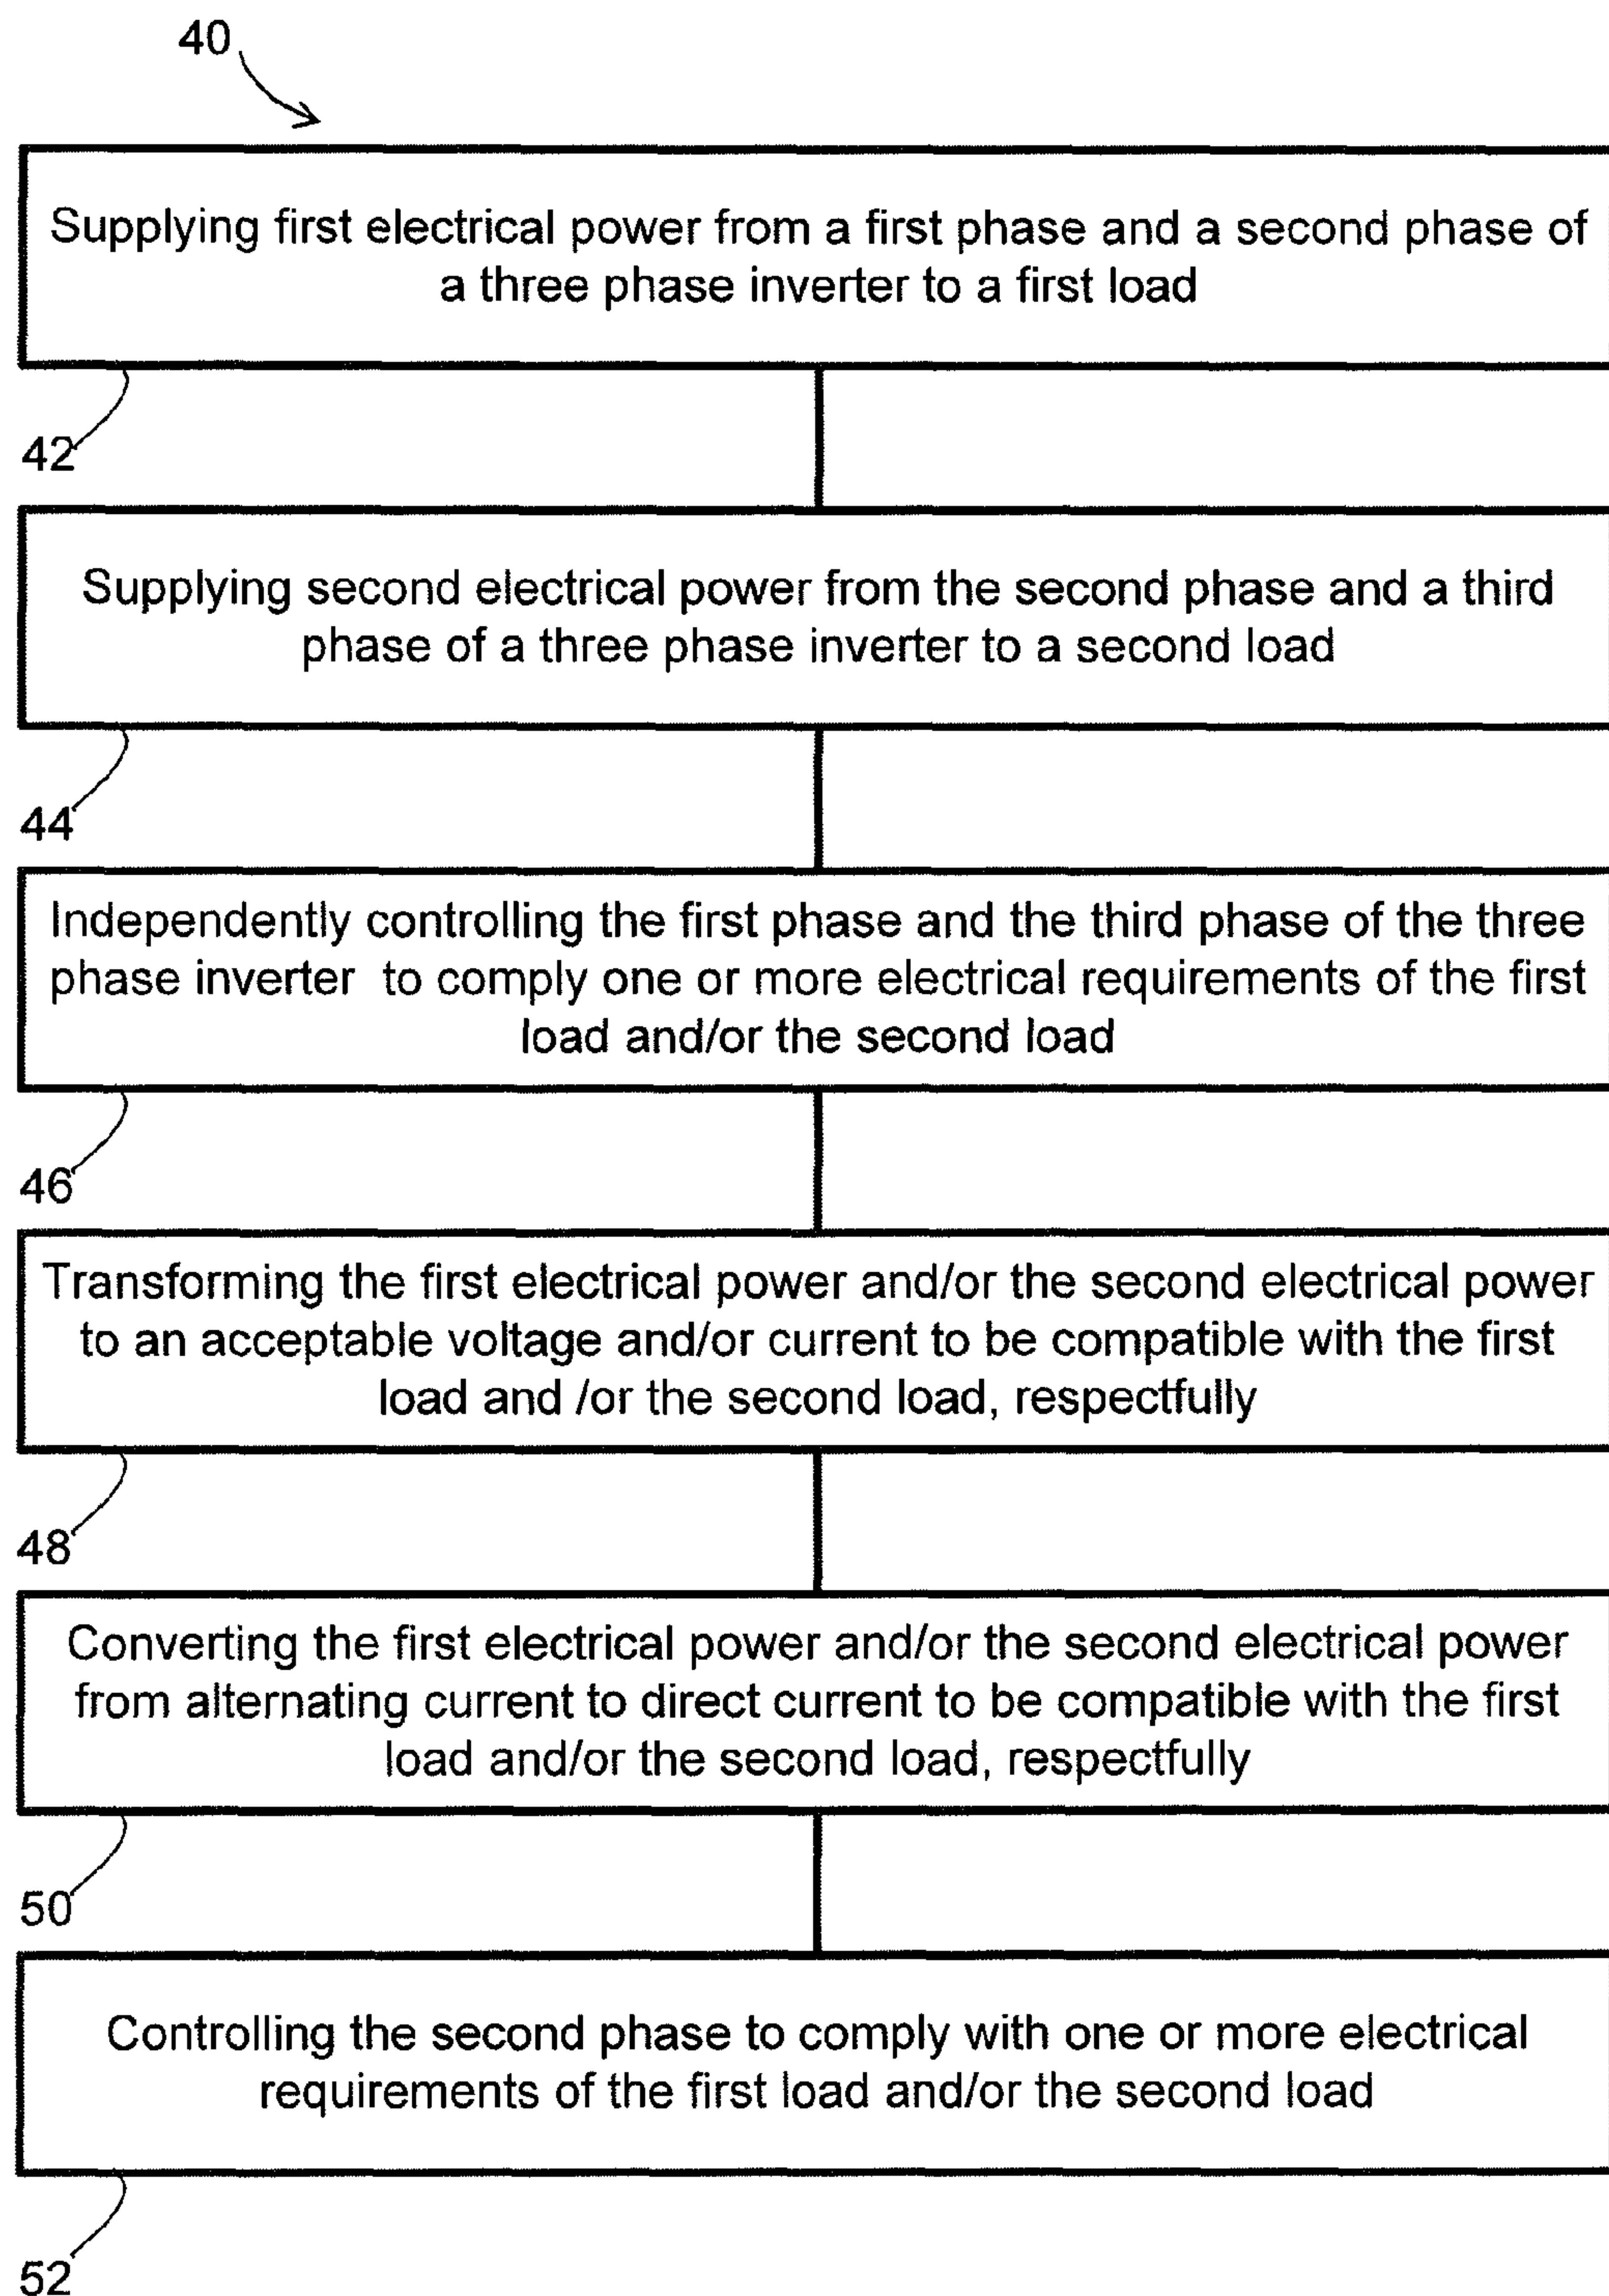 40
Supplying first electrical power from a first phase and a second phase of
a three phase inverter to a first load
42
Supplying second electrical power from the second phase and a third
phase of a three phase inverter to a second load
44
Independently controlling the first phase and the third phase of the three
phase inverter to comply one or more electrical requirements of the first
load and/or the second load
46
Transforming the first electrical power and/or the second electrical power
to an acceptable voltage and/or current to be compatible with the first
load and /or the second load, respectfully
48
Converting the first electrical power and/or the second electrical power
from alternating current to direct current to be compatible with the first
load and/or the second load, respectfully
50
Controlling the second phase to comply with one or more electrical
requirements of the first load and/or the second load
52